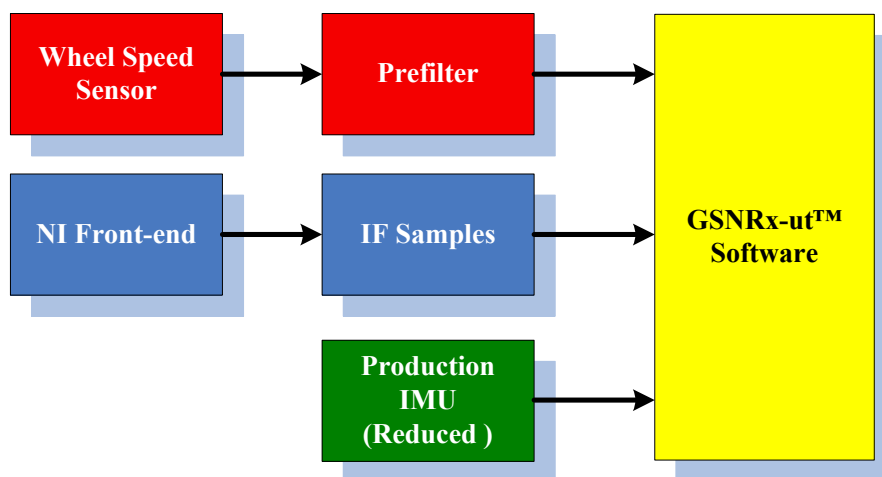 Wheel Speed
Sensor
Prefilter
NI Front-end
IF Samples
GSNRx-ut™
Software
Production
IMU
(Reduced )